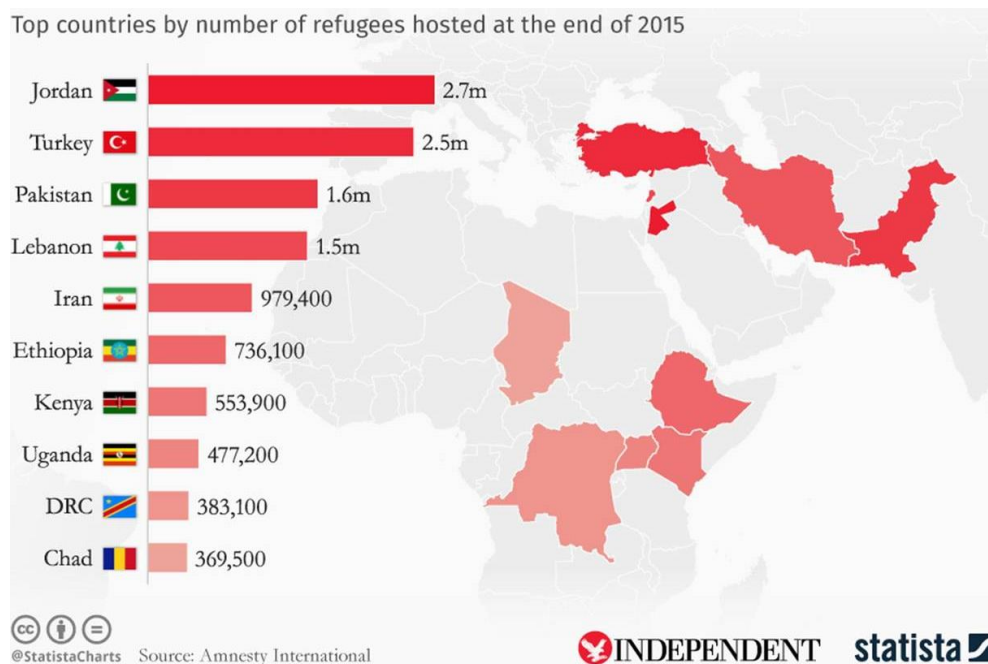 Top countries by number of refugees hosted at the end of 2015
Jordan 2.7m
Turkey 2.5m
Pakistan 1.6m
Lebanon 1.5m
Iran 979,400
Ethiopia 736,100
Kenya 553,900
Uganda 477,200
DRC 383,100
Chad 369,500
cc
@StatistaCharts Source: Amnesty International
INDEPENDENT statista